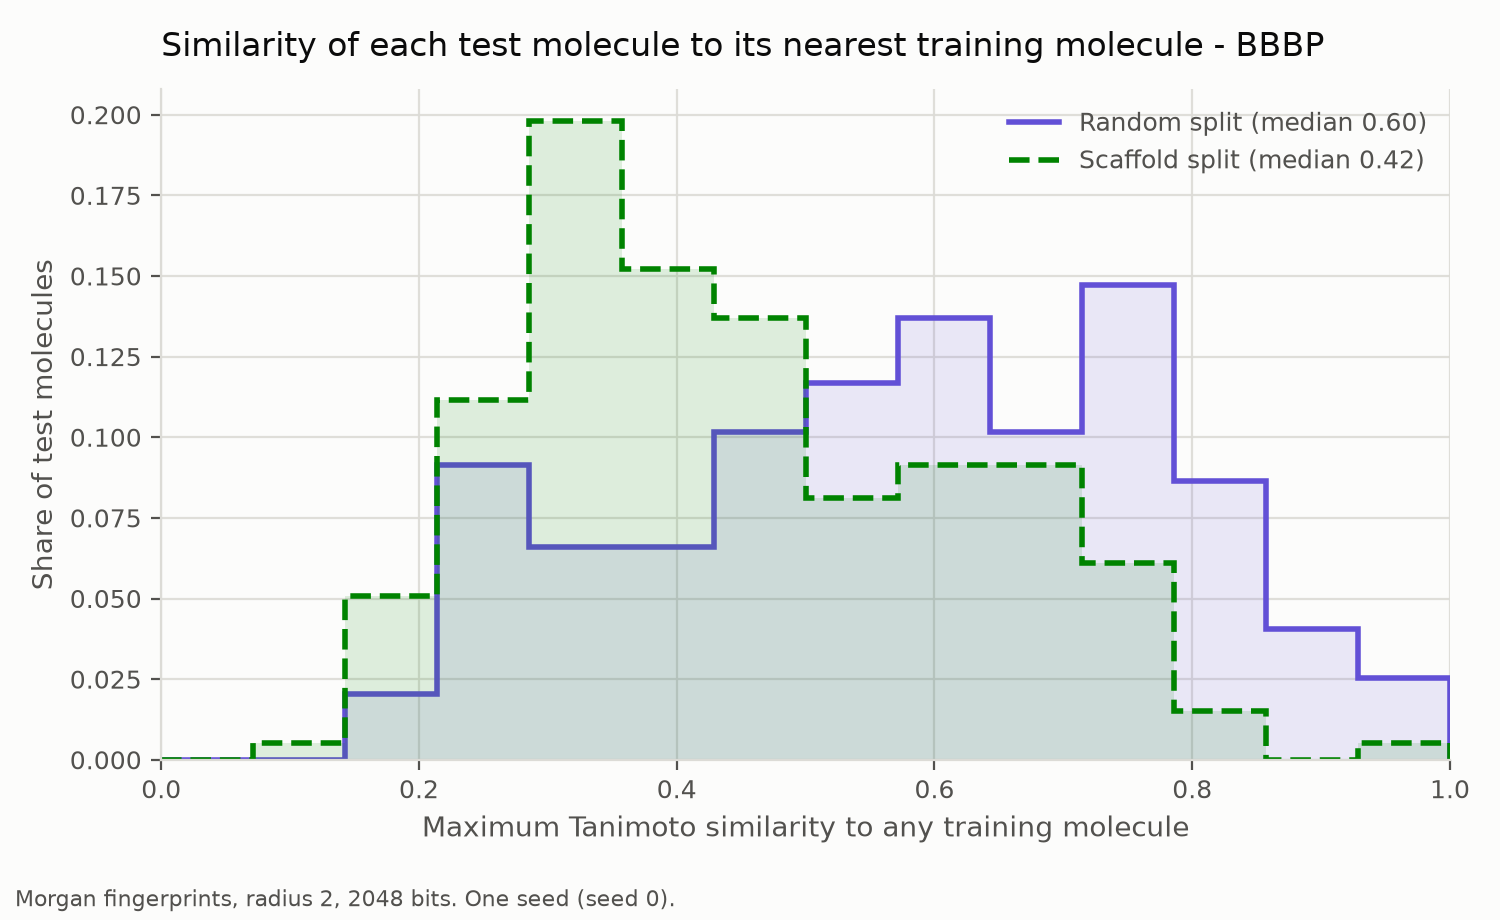 Similarity of each test molecule to its nearest training molecule - BBBP
Random split (median 0.60)
Scaffold split (median 0.42)
Share of test molecules
0.200
0.175
0.150
0.125
0.100
0.075
0.050
0.025
0.000
0.0 0.2 0.4 0.6 0.8 1.0
Maximum Tanimoto similarity to any training molecule
Morgan fingerprints, radius 2, 2048 bits. One seed (seed 0).